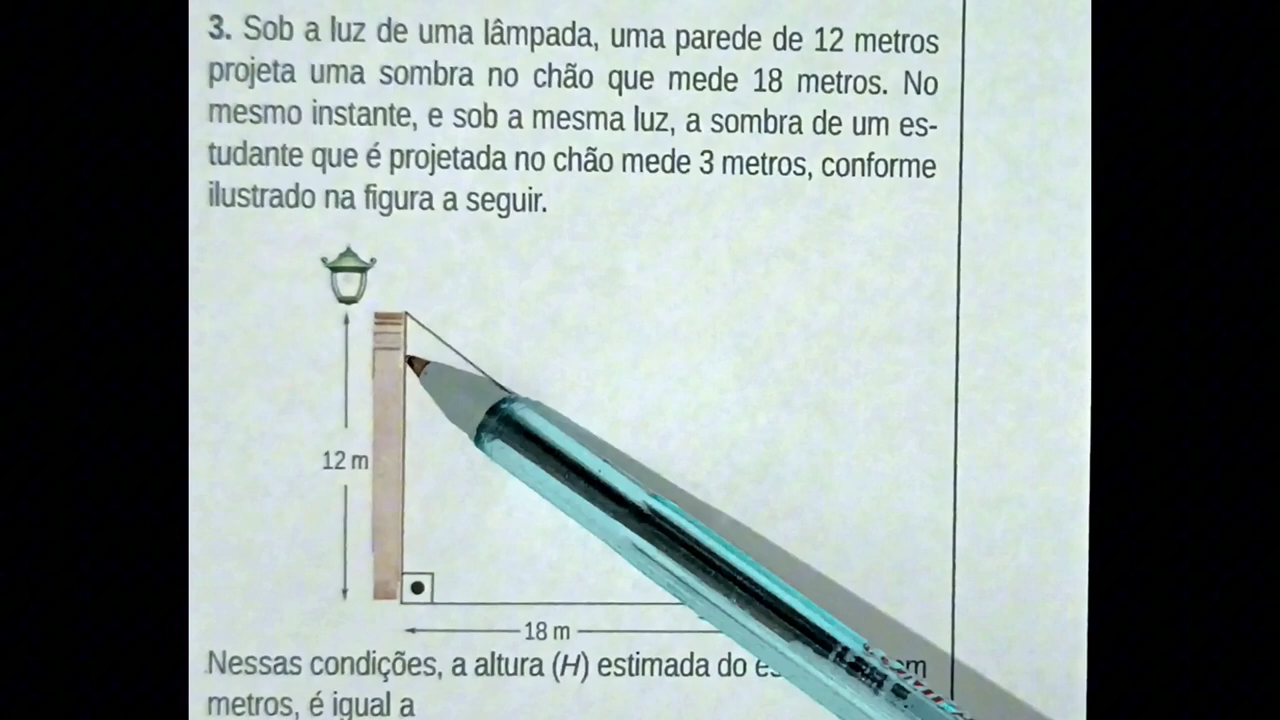 3. Sob a luz de uma lâmpada, uma parede de 12 metros
projeta uma sombra no chão que mede 18 metros. No
mesmo instante, e sob a mesma luz, a sombra de um es-
tudante que é projetada no chão mede 3 metros, conforme
ilustrado na figura a seguir.
12 m
18 m
Nessas condições, a altura (H) estimada do
metros, é igual a